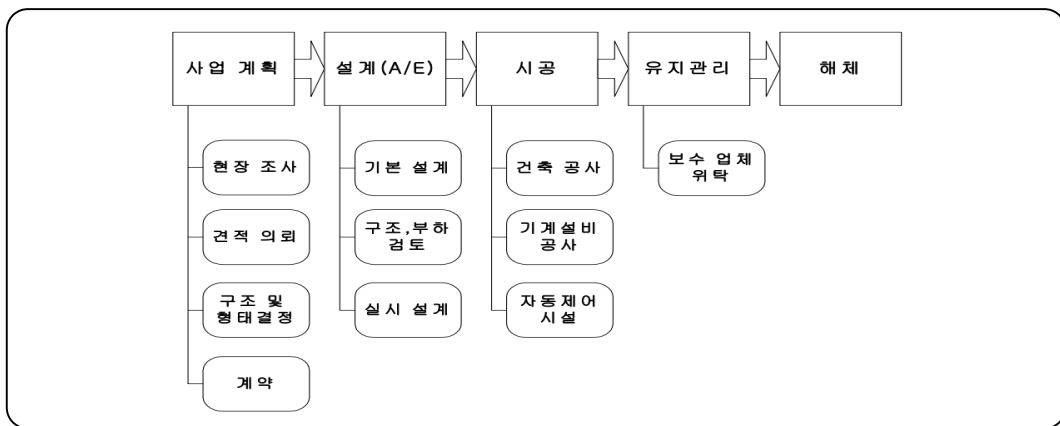 사업 계획
설계(A/E)
시공
유지관리
해체
현장 조사
견적 의뢰
구조 및
형태결정
계약
기본 설계
구조,부하
검토
실시 설계
건축 공사
기계설비
공사
자동제어
시설
보수 업체
위탁